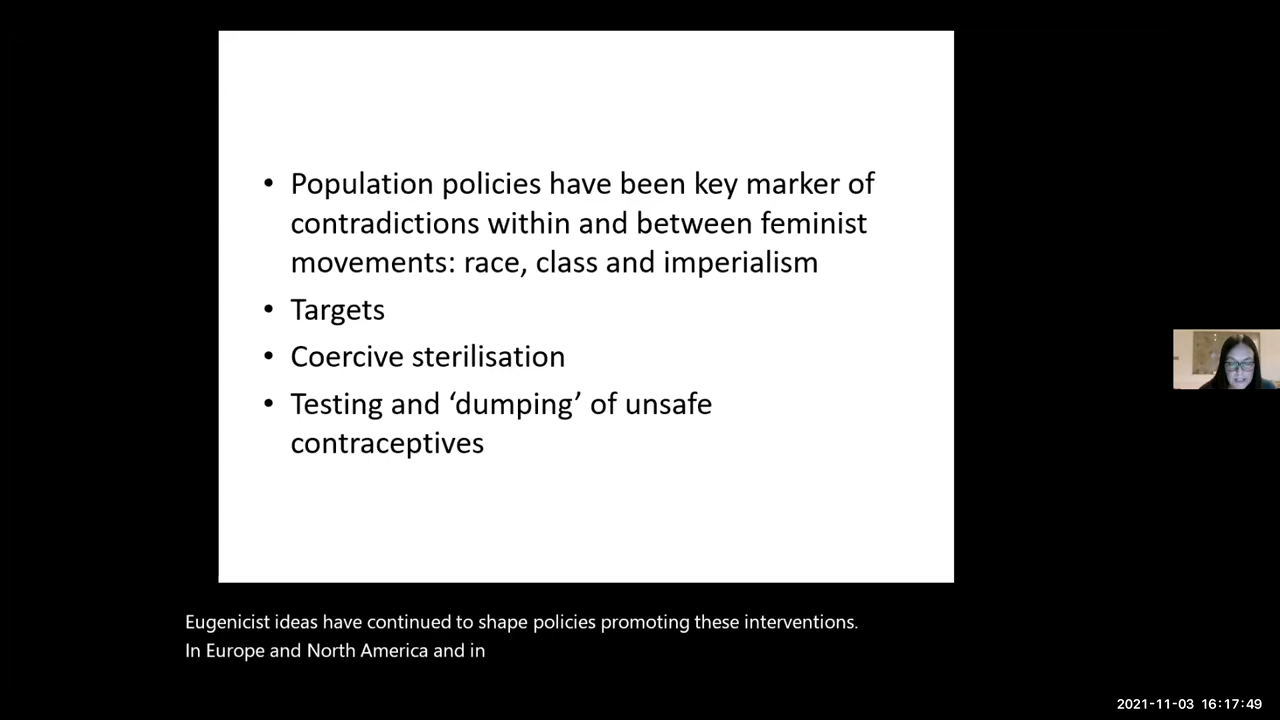 • Population policies have been key marker of
contradictions within and between feminist
movements: race, class and imperialism
• Targets
• Coercive sterilisation
• Testing and ‘dumping’ of unsafe
contraceptives
Eugenicist ideas have continued to shape policies promoting these interventions.
In Europe and North America and in
2021-11-03 16:17:49